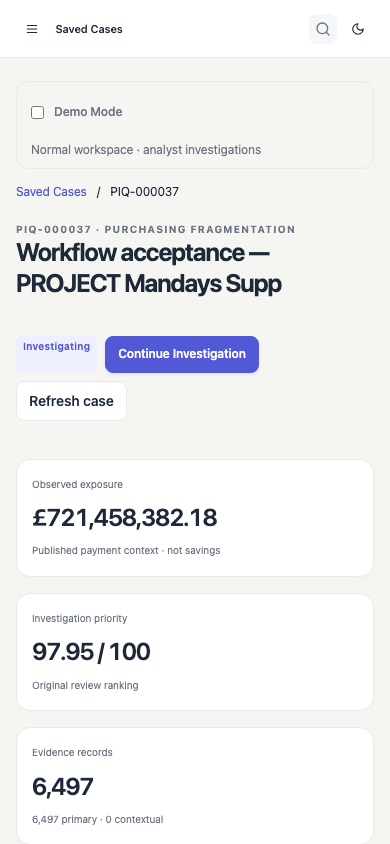 Saved Cases
Demo Mode
Normal workspace · analyst investigations
Saved Cases / PIQ-000037
PIQ-000037 · PURCHASING FRAGMENTATION
Workflow acceptance —
PROJECT Mandays Supp
Investigating
Continue Investigation
Refresh case
Observed exposure
£721,458,382.18
Published payment context · not savings
Investigation priority
97.95 / 100
Original review ranking
Evidence records
6,497
6,497 primary · 0 contextual